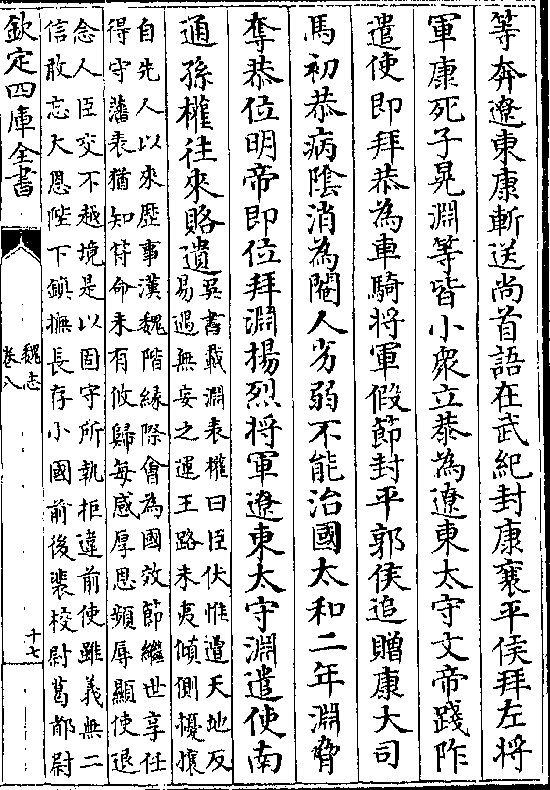 等奔遼東康斬送尚首語在武紀封康襄平侯拜左將
軍康死子晃淵等皆小衆立恭為遼東太守文帝踐阼
遣使即拜恭為車騎將軍假節封平郭侯追贈康大司
馬初恭病陰消為閹人劣弱不能治國太和二年淵脅
奪恭位明帝即位拜淵揚烈將軍遼東太守淵遣使南
通孫權往來賂遺
吳書載淵表權曰臣伏惟遭天地反
易遇無妄之運王路未夷傾側擾攘
自先人以來歴事漢魏階縁際會為國效節繼世享任
得守藩表猶知符命未有攸歸每感厚恩頻辱顯使退
念人臣交不越境是以固守所執拒違前使雖義無二
信敢忘大恩陛下鎮撫長存小國前後裴校尉葛都尉
欽定四庫全書
魏志
卷八
十七